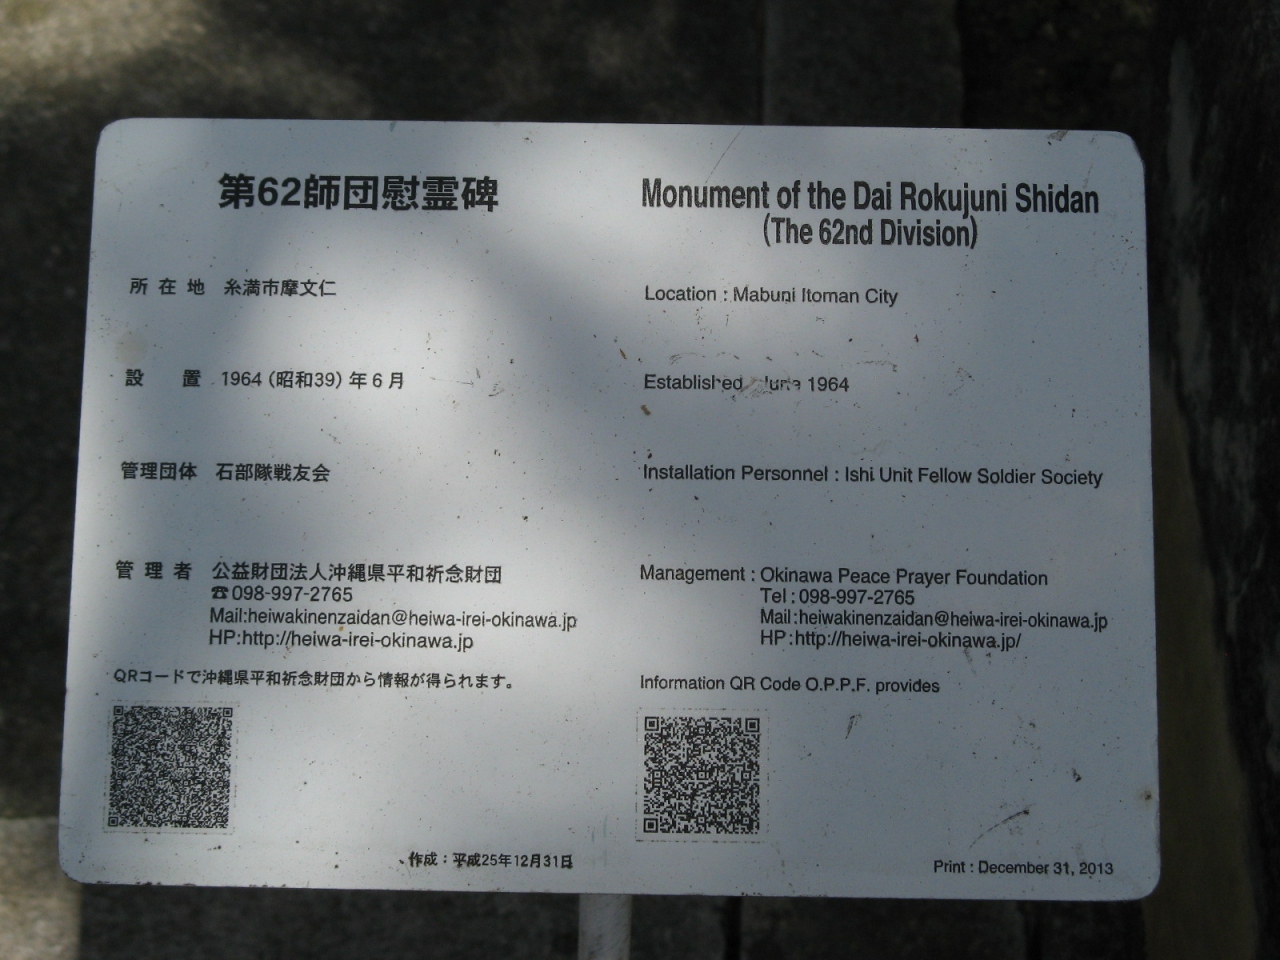 第62師団慰霊碑
所在地 糸満市摩文仁
設置 1964（昭和39）年6月
管理団体 石部隊戦友会
管理者 公益財団法人沖縄県平和祈念財団
☎098-997-2765
Mail:heiwakinenzaidan@heiwa-irei-okinawa.jp
HP:http://heiwa-irei-okinawa.jp
QRコードで沖縄県平和祈念財団から情報が得られます。
作成：平成25年12月31日
Monument of the Dai Rokujuni Shidan
(The 62nd Division)
Location : Mabuni Itoman City
Established June 1964
Installation Personnel : Ishi Unit Fellow Soldier Society
Management : Okinawa Peace Prayer Foundation
Tel : 098-997-2765
Mail:heiwakinenzaidan@heiwa-irei-okinawa.jp
HP:http://heiwa-irei-okinawa.jp/
Information QR Code O.P.P.F. provides
Print : December 31, 2013